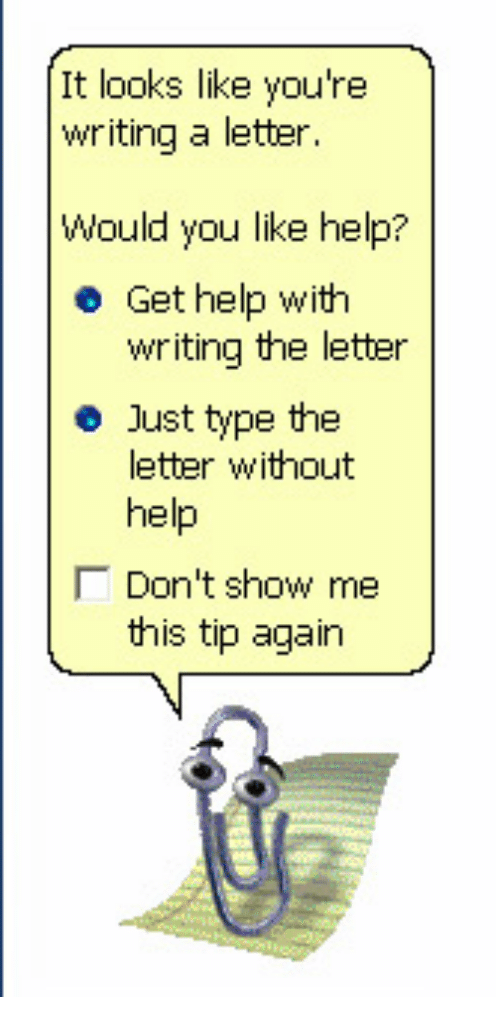 It looks like you're
writing a letter.
Would you like help?
Get help with
writing the letter
Just type the
letter without
help
Don't show me
this tip again